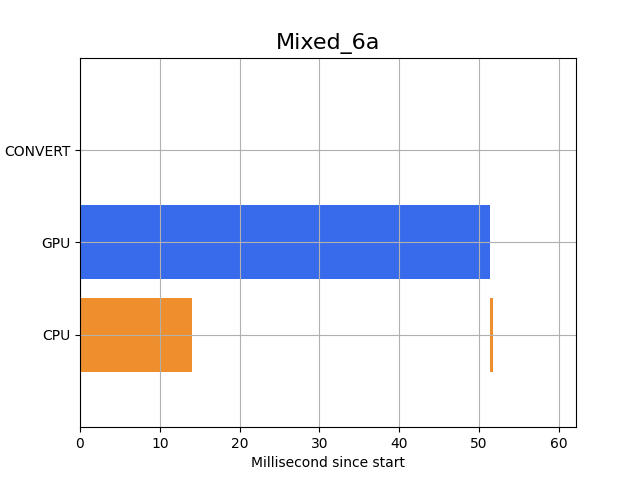 Mixed_6a
CONVERT
GPU
CPU
0 10 20 30 40 50 60
Millisecond since start